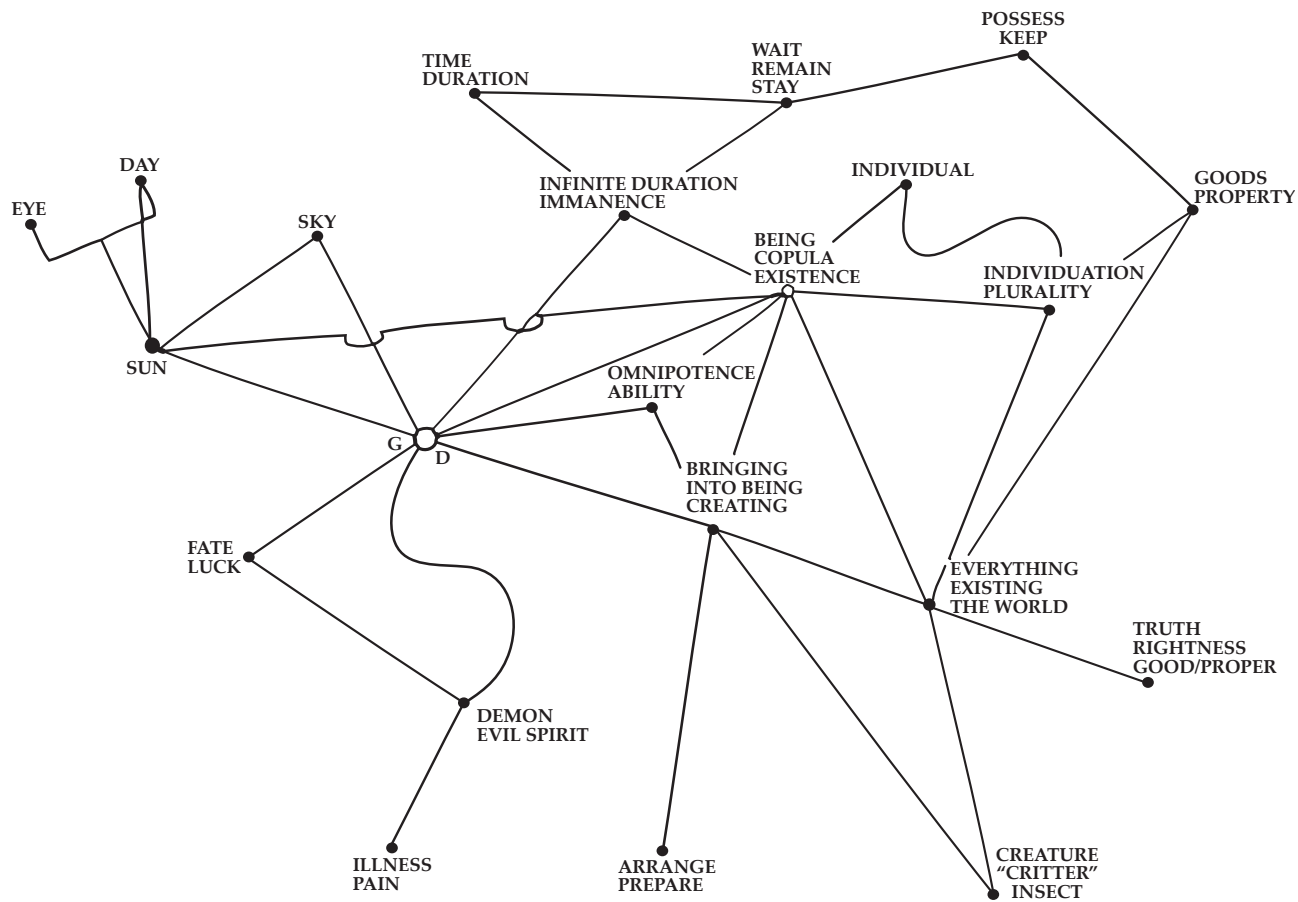 POSSESS
KEEP
WAIT
REMAIN
STAY
TIME
DURATION
DAY
EYE
SKY
INFINITE DURATION
IMMANENCE
INDIVIDUAL
GOODS
PROPERTY
BEING
COPULA
EXISTENCE
INDIVIDUATION
PLURALITY
SUN
OMNIPOTENCE
ABILITY
G D
BRINGING
INTO BEING
CREATING
FATE
LUCK
EVERYTHING
EXISTING
THE WORLD
TRUTH
RIGHTNESS
GOOD/PROPER
DEMON
EVIL SPIRIT
ILLNESS
PAIN
ARRANGE
PREPARE
CREATURE
“CRITTER”
INSECT